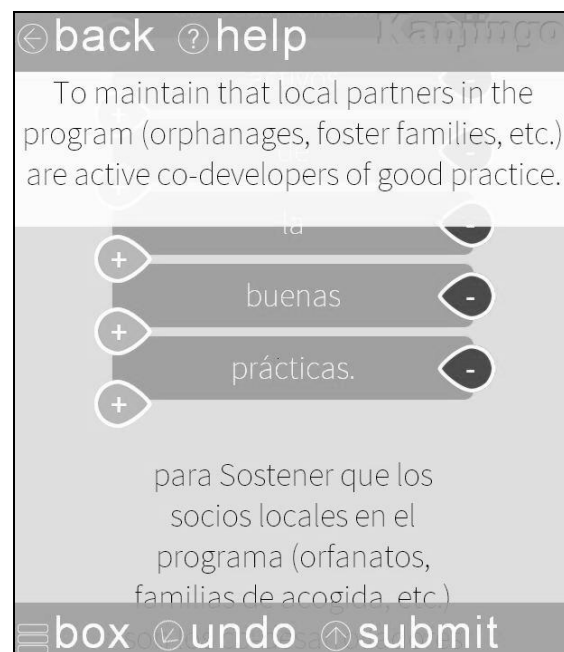 back help Kanjingo
To maintain that local partners in the
program (orphanages, foster families, etc.)
are active co-developers of good practice.
la
+
buenas -
+
prácticas. -
+
para Sostener que los
socios locales en el
programa (orfanatos,
familias de acogida, etc.)
box undo submit